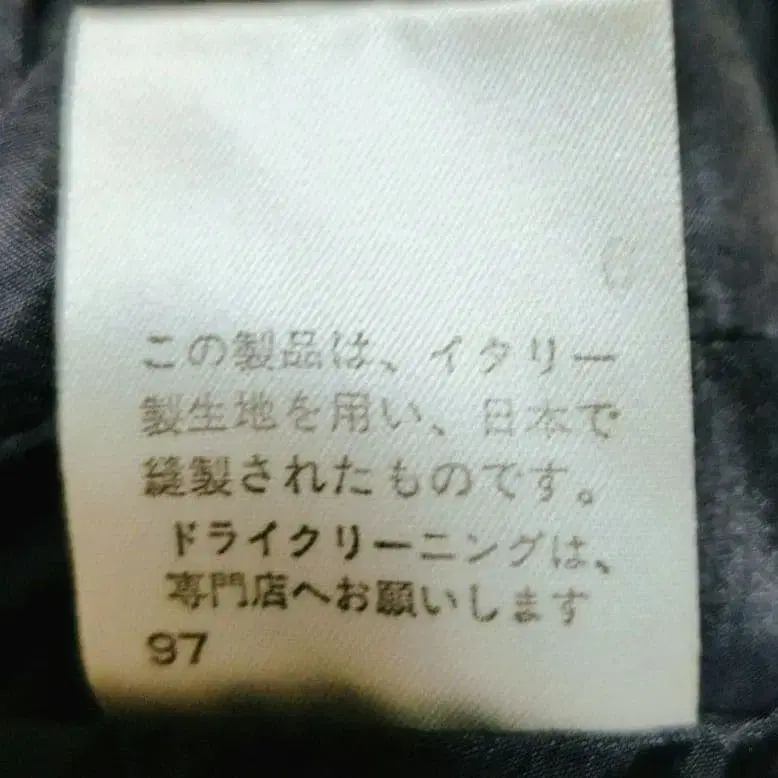 この製品は、イタリー
製生地を用い、日本で
縫製されたものです。
ドライクリーニングは、
専門店へお願いします
97